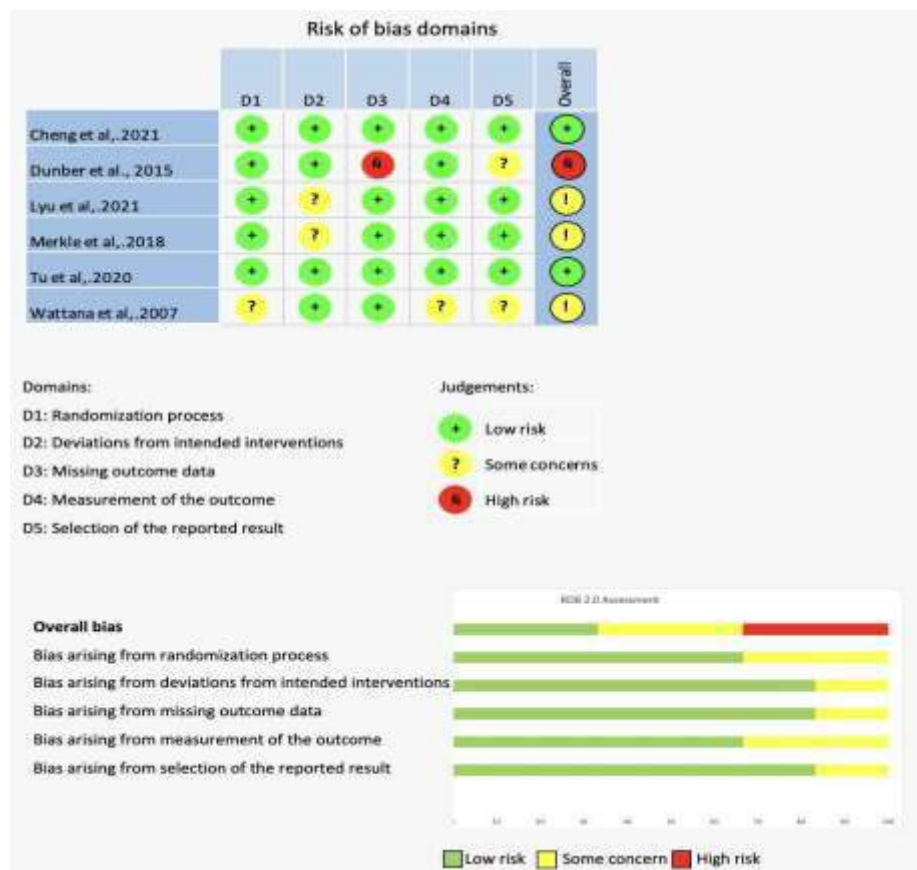 Risk of bias domains
D1 D2 D3 D4 D5 Overall
Cheng et al,.2021 + + + + + +
Dunber et al., 2015 + + + ?
Lyu et al,.2021 + ? + + + !
Merkle et al,.2018 + ? + + + !
Tu et al,.2020 + + + + + +
Wattana et al,.2007 ? + + ? ? !
Domains:
D1: Randomization process
D2: Deviations from intended interventions
D3: Missing outcome data
D4: Measurement of the outcome
D5: Selection of the reported result
Judgements:
+ Low risk
? Some concerns
High risk
ROB 2.0 Assessment
Overall bias
Bias arising from randomization process
Bias arising from deviations from intended interventions
Bias arising from missing outcome data
Bias arising from measurement of the outcome
Bias arising from selection of the reported result
Low risk Some concern High risk